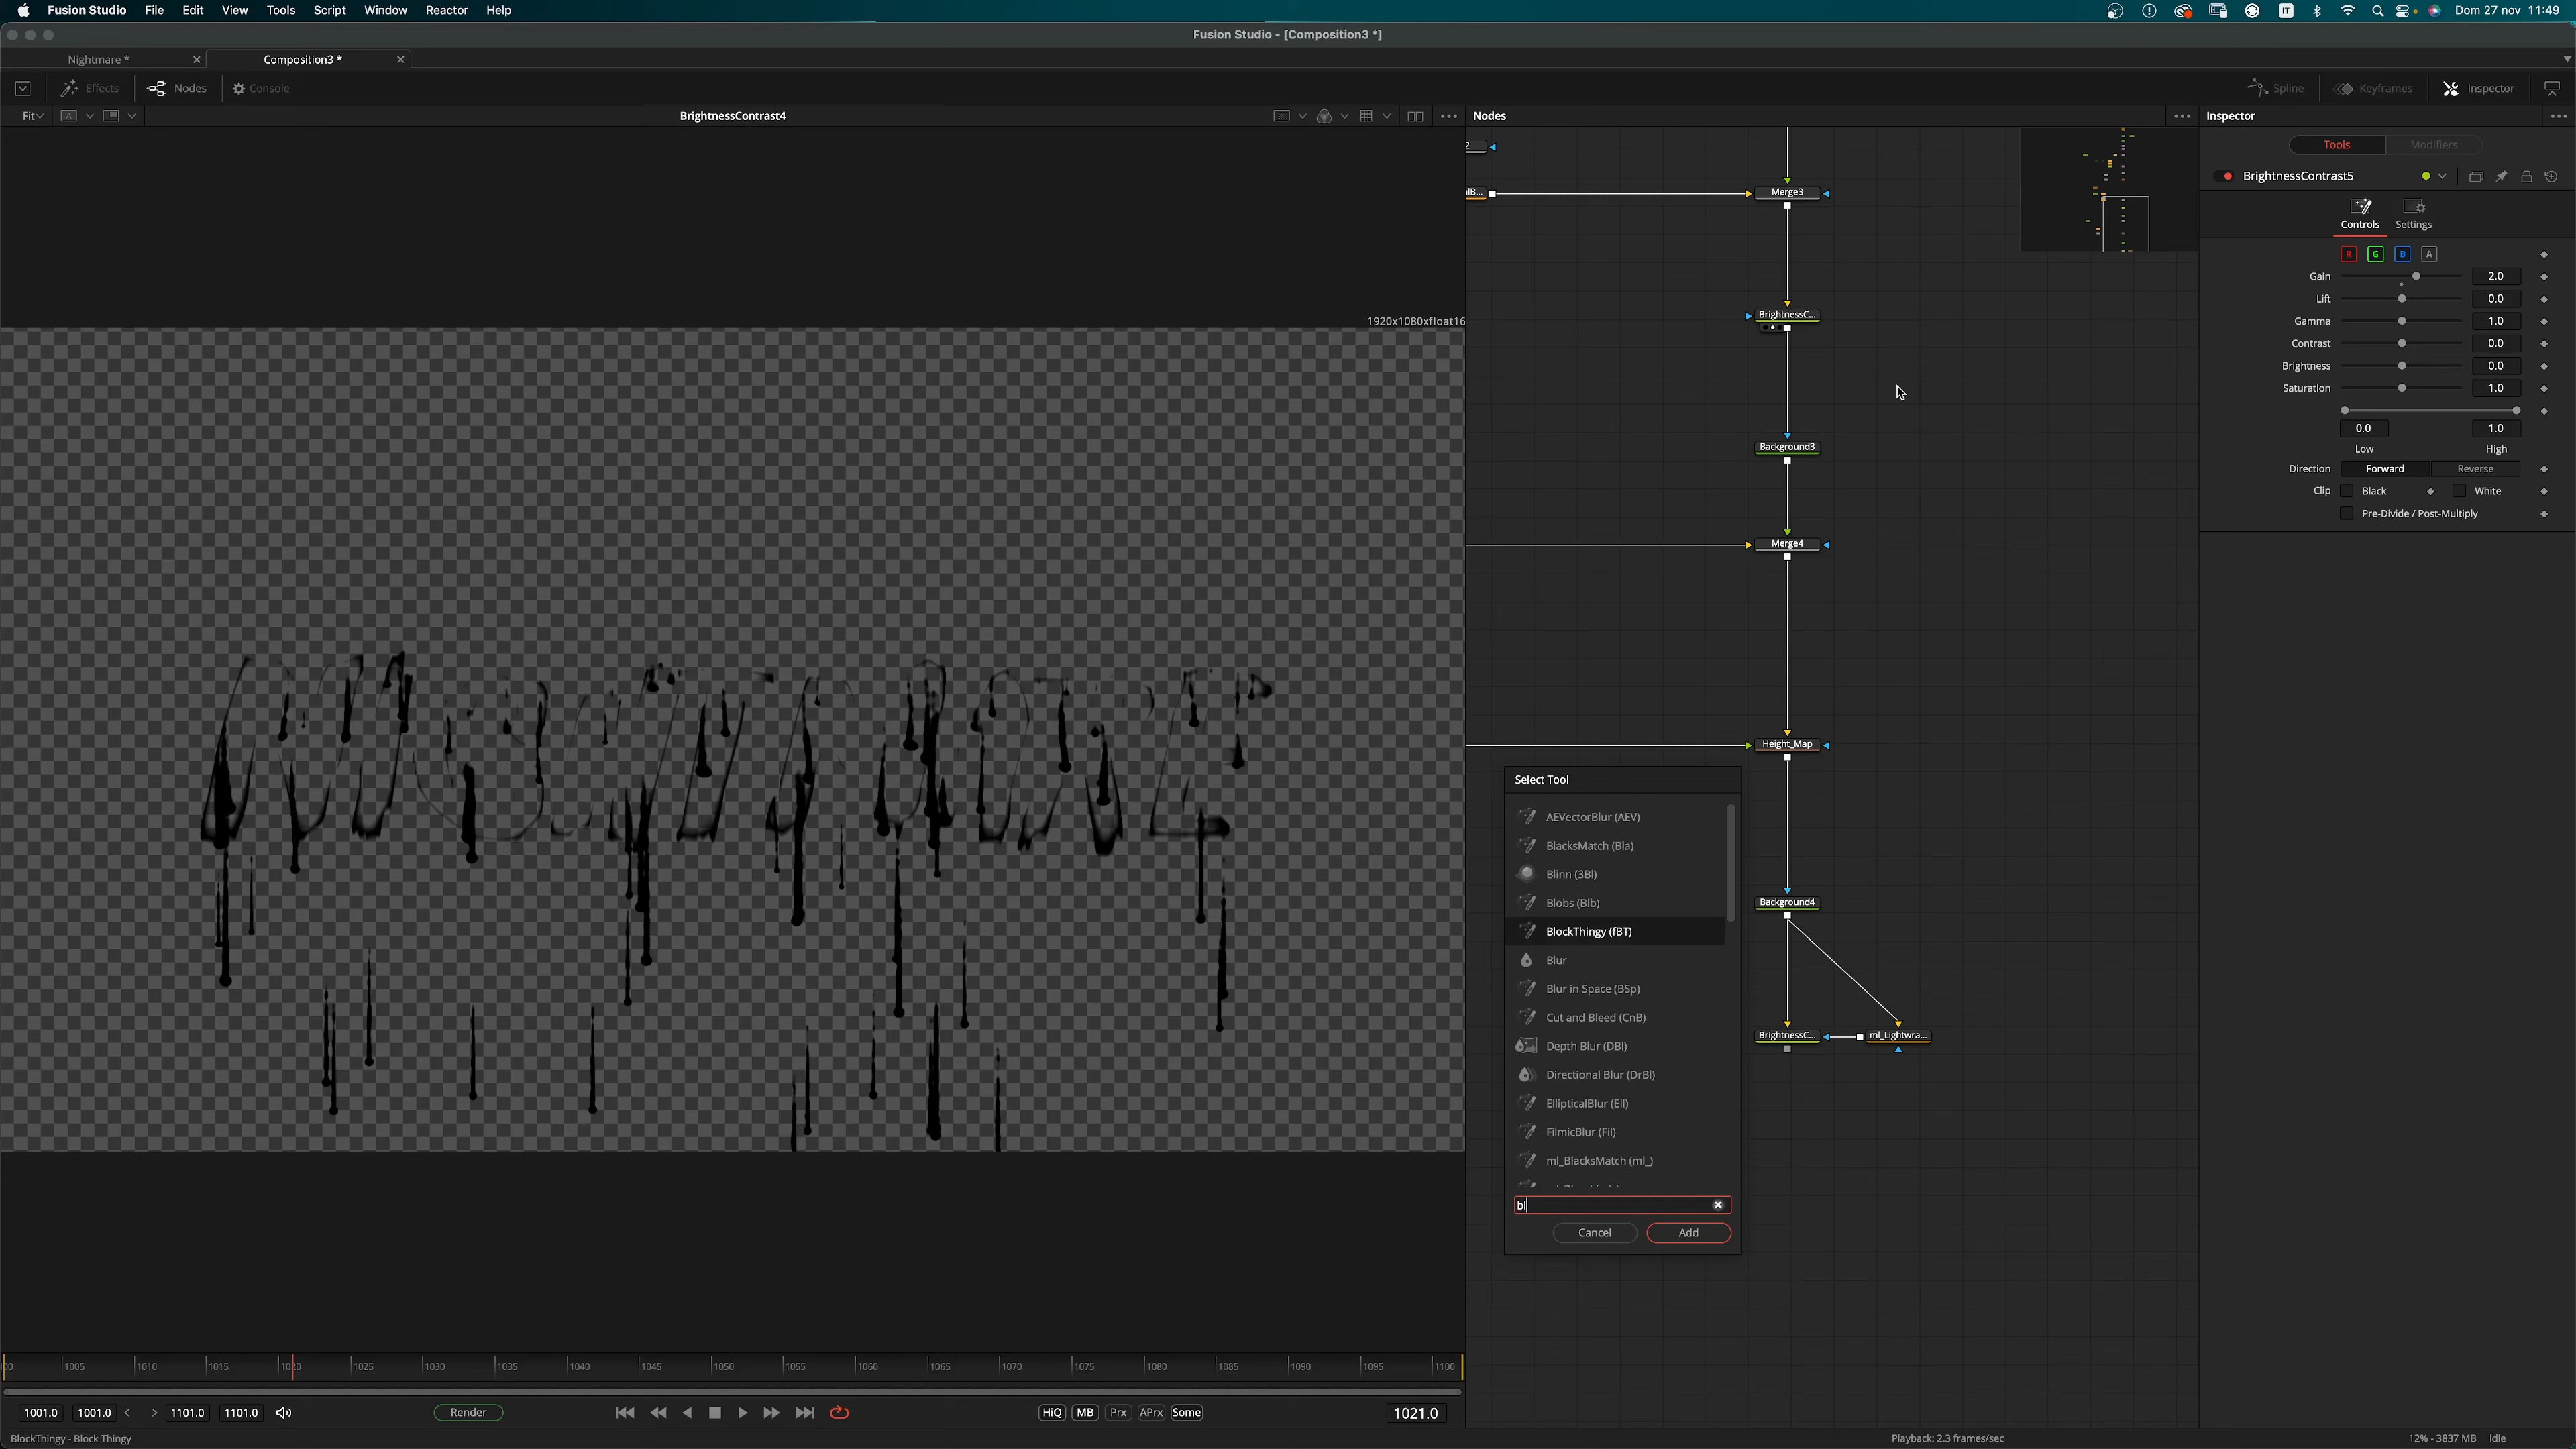 Fusion Studio File Edit View Tools Script Window Reactor Help IT Dom 27 nov 11:49
Fusion Studio - [Composition3 *]
Nightmare * Composition3 *
Effects Nodes Console Spline Keyframes Inspector
Fit A BrightnessContrast4 Nodes Inspector
Tools Modifiers
BrightnessContrast5
Controls Settings
R G B A
Gain 2.0
Lift 0.0
Gamma 1.0
Contrast 0.0
Brightness 0.0
Saturation 1.0
0.0 1.0
Low High
Direction Forward Reverse
Clip Black White
Pre-Divide / Post-Multiply
1920x1080xfloat16
2
Merge3
BrightnessC...
Background3
Merge4
Height_Map
Background4
BrightnessC... ml_Lightwra...
Select Tool
AEVectorBlur (AEV)
BlacksMatch (Bla)
Blinn (3Bl)
Blobs (Blb)
BlockThingy (fBT)
Blur
Blur in Space (BSp)
Cut and Bleed (CnB)
Depth Blur (DBl)
Directional Blur (DrBl)
EllipticalBlur (Ell)
FilmicBlur (Fil)
ml_BlacksMatch (ml_)
bl
Cancel Add
1005 1010 1015 1020 1025 1030 1035 1040 1045 1050 1055 1060 1065 1070 1075 1080 1085 1090 1095 1100
1001.0 1001.0 < > 1101.0 1101.0 Render HiQ MB Prx APrx Some 1021.0
BlockThingy - Block Thingy Playback: 2.3 frames/sec 12% - 3837 MB Idle